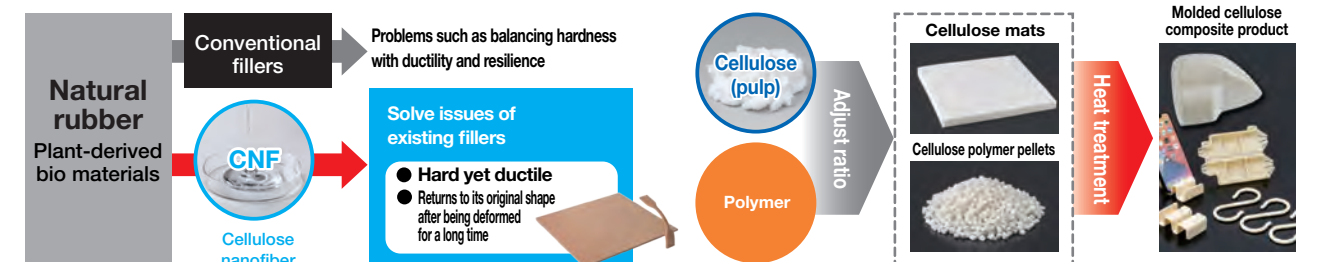 Natural
rubber
Plant-derived
bio materials
Conventional
fillers
Problems such as balancing hardness
with ductility and resilience
CNF
Cellulose
nanofiber
Solve issues of
existing fillers
● Hard yet ductile
● Returns to its original shape
after being deformed
for a long time
Cellulose
(pulp)
Polymer
Adjust ratio
Cellulose mats
Cellulose polymer pellets
Heat treatment
Molded cellulose
composite product